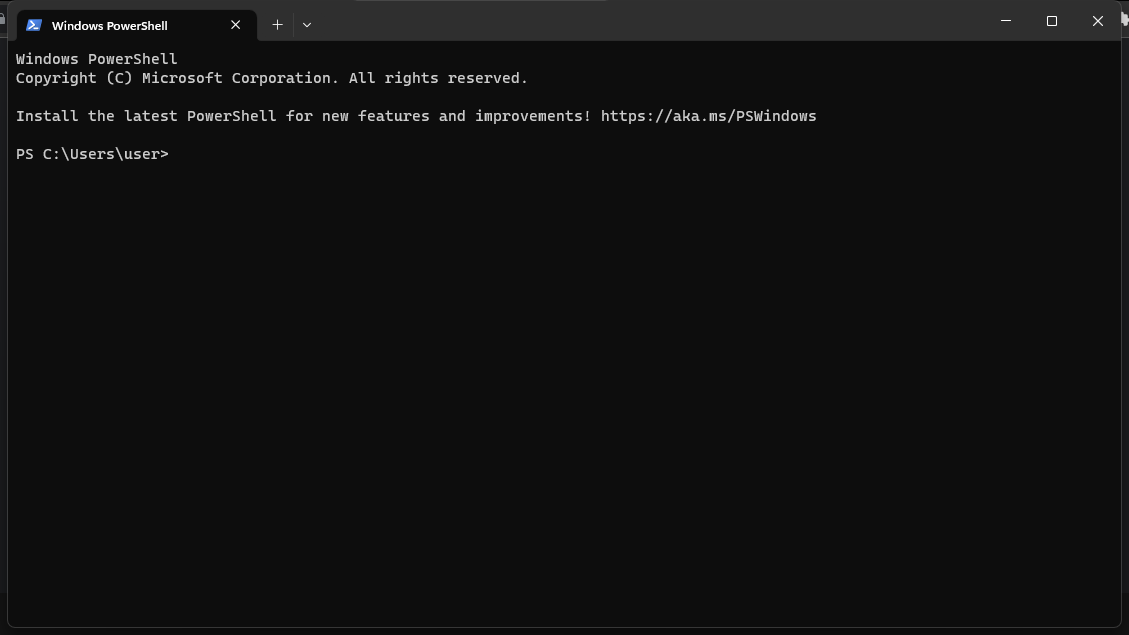 Windows PowerShell
Windows PowerShell
Copyright (C) Microsoft Corporation. All rights reserved.
Install the latest PowerShell for new features and improvements! https://aka.ms/PSWindows
PS C:\Users\user>